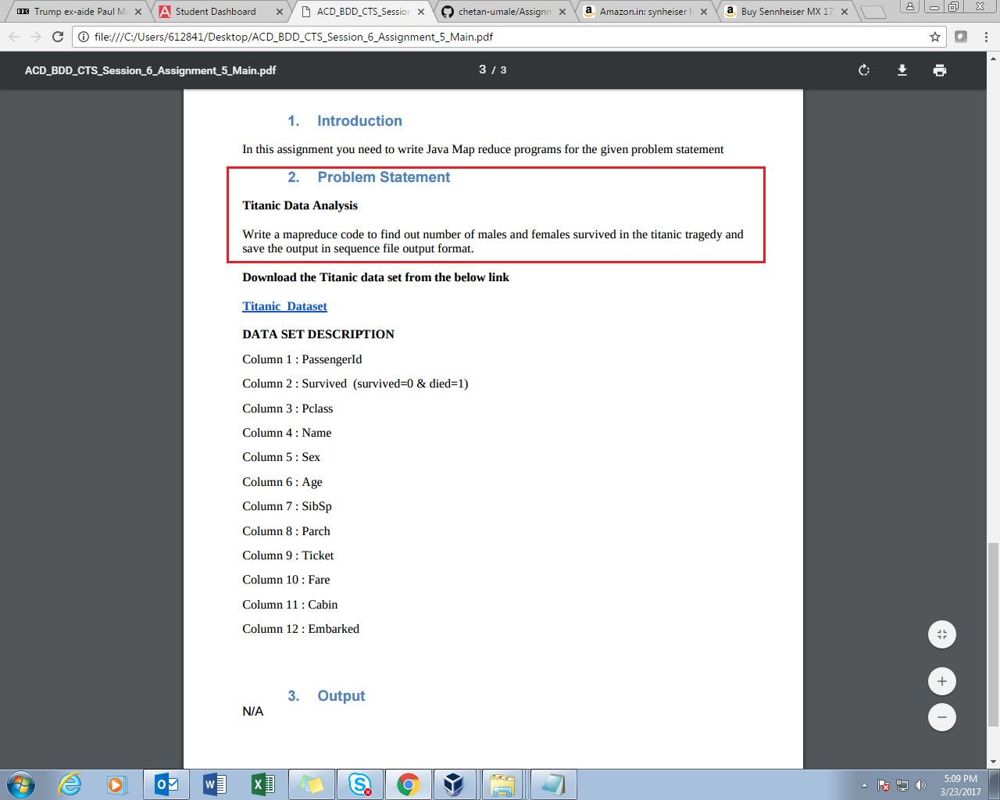 Trump ex-aide Paul Ma
Student Dashboard
ACD_BDD_CTS_Session
chetan-umale/Assignm
Amazon.in: synheiser h
Buy Sennheiser MX 17
file:///C:/Users/612841/Desktop/ACD_BDD_CTS_Session_6_Assignment_5_Main.pdf
ACD_BDD_CTS_Session_6_Assignment_5_Main.pdf
3 / 3
1. Introduction
In this assignment you need to write Java Map reduce programs for the given problem statement
2. Problem Statement
Titanic Data Analysis
Write a mapreduce code to find out number of males and females survived in the titanic tragedy and
save the output in sequence file output format.
Download the Titanic data set from the below link
Titanic_Dataset
DATA SET DESCRIPTION
Column 1 : PassengerId
Column 2 : Survived (survived=0 & died=1)
Column 3 : Pclass
Column 4 : Name
Column 5 : Sex
Column 6 : Age
Column 7 : SibSp
Column 8 : Parch
Column 9 : Ticket
Column 10 : Fare
Column 11 : Cabin
Column 12 : Embarked
3. Output
N/A
5:09 PM
3/23/2017